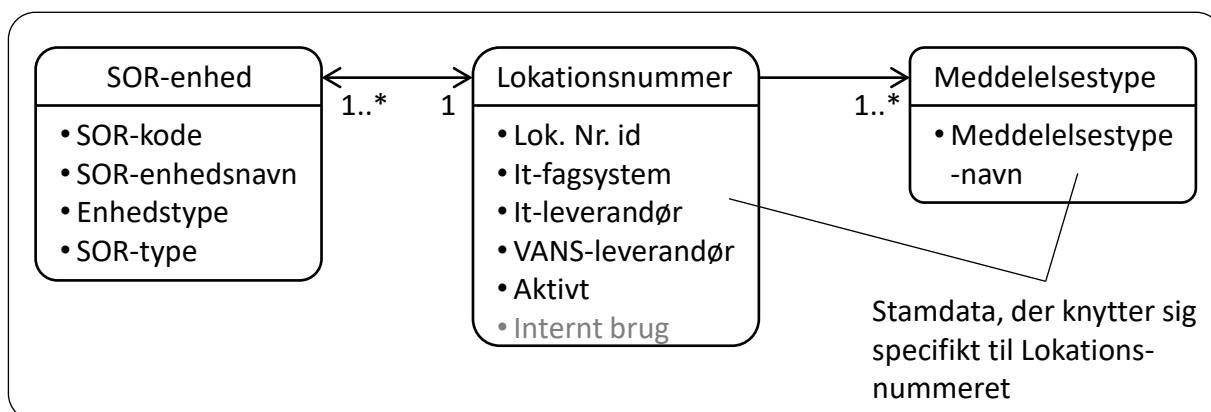 SOR-enhed
• SOR-kode
• SOR-enhedsnavn
• Enhedstype
• SOR-type
1..*
1
Lokationsnummer
• Lok. Nr. id
• It-fagsystem
• It-leverandør
• VANS-leverandør
• Aktivt
• Internt brug
1..*
Meddelelsestype
• Meddelelsestype
-navn
Stamdata, der knytter sig
specifikt til Lokations-
nummeret